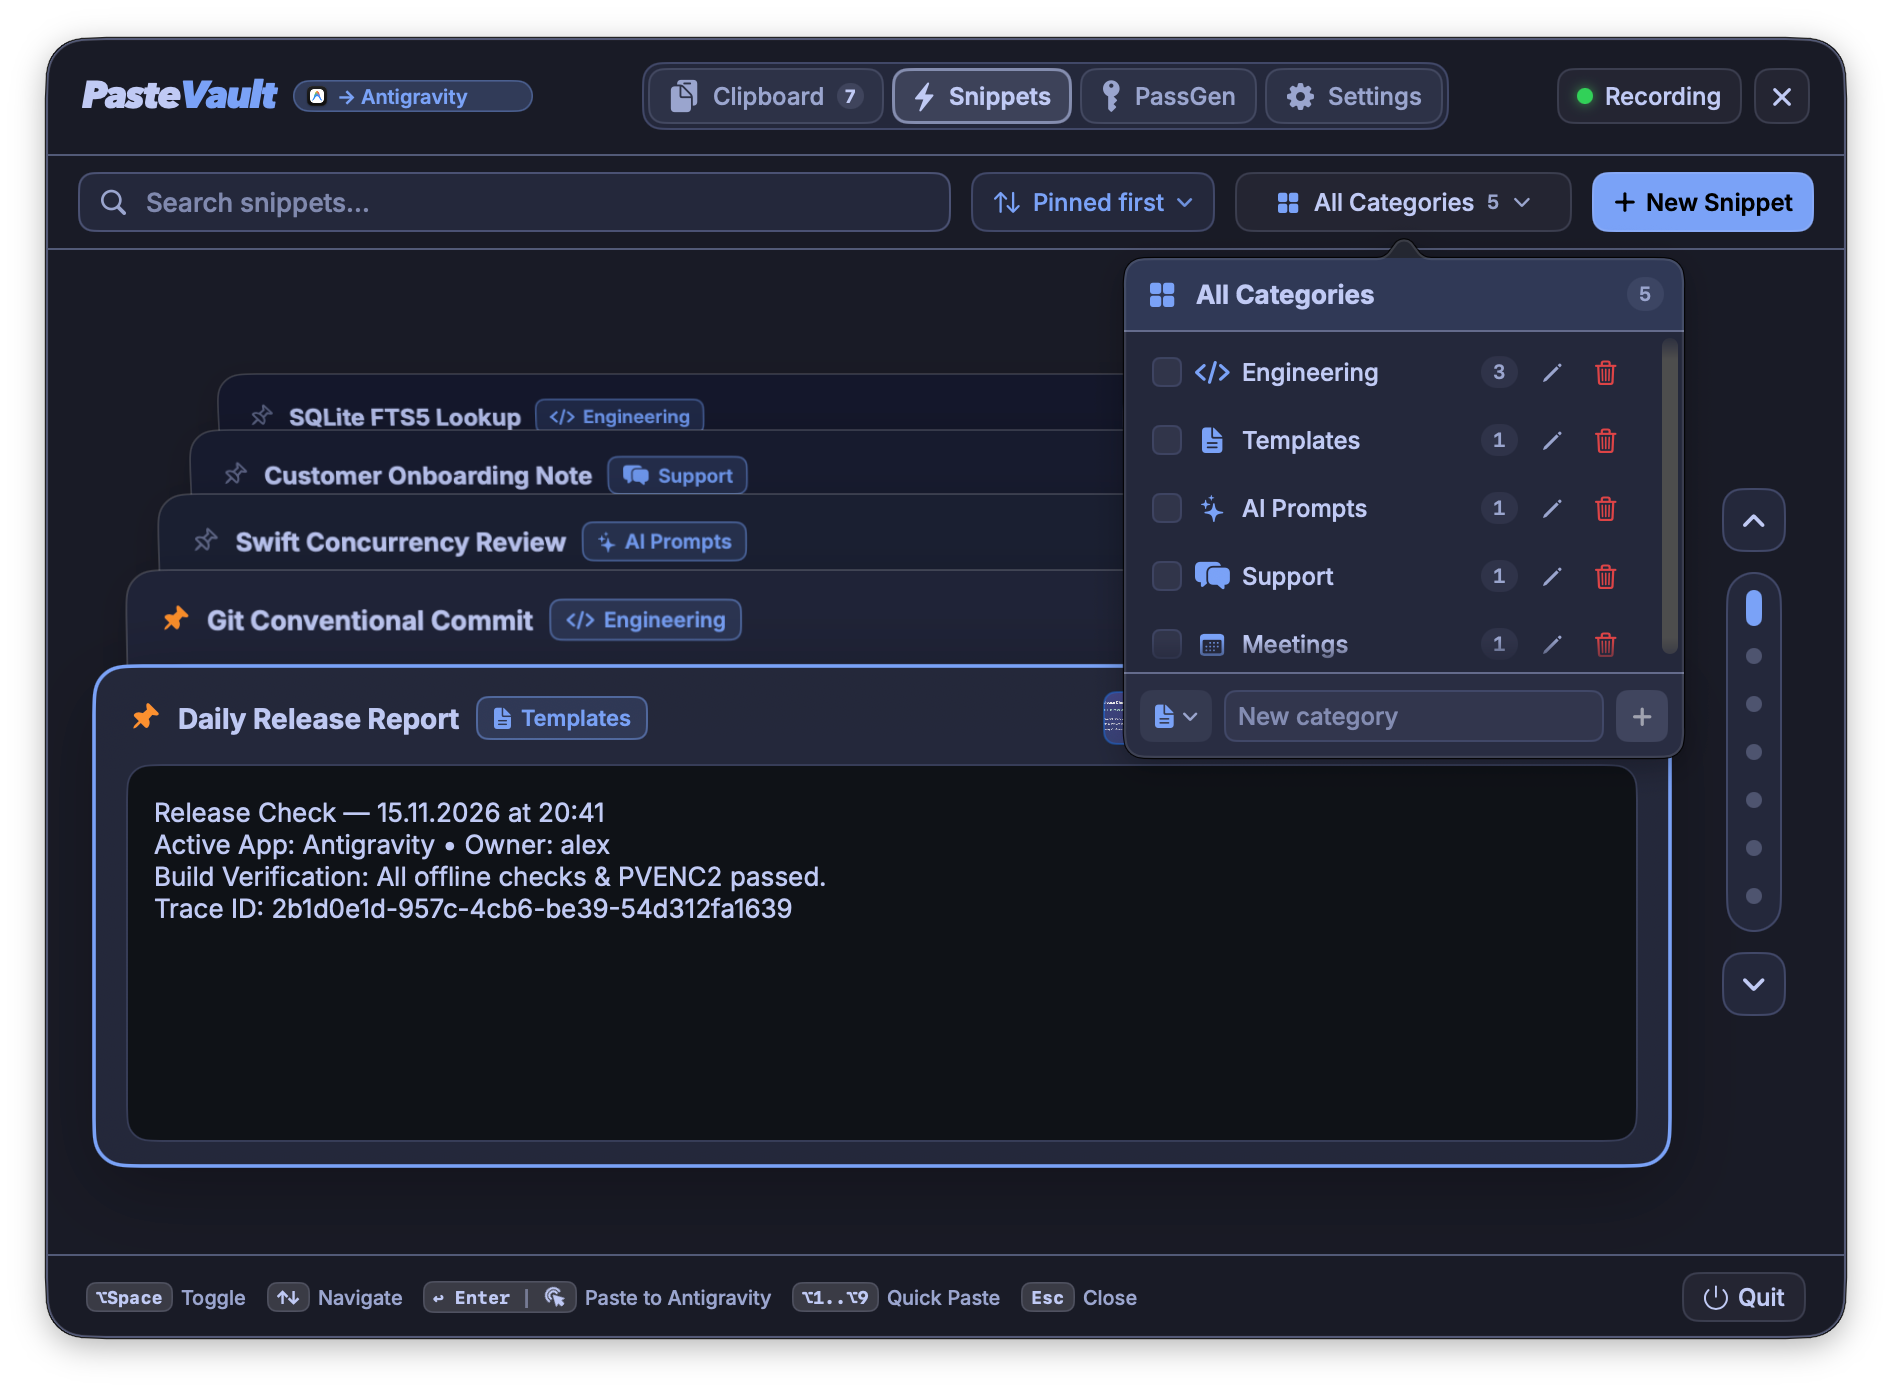 PasteVault → Antigravity Clipboard 7 Snippets PassGen Settings Recording
Search snippets... Pinned first All Categories 5 + New Snippet
All Categories 5
Engineering 3
Templates 1
AI Prompts 1
Support 1
Meetings 1
New category +
SQLite FTS5 Lookup </> Engineering
Customer Onboarding Note Support
Swift Concurrency Review AI Prompts
Git Conventional Commit </> Engineering
Daily Release Report Templates
Release Check — 15.11.2026 at 20:41
Active App: Antigravity • Owner: alex
Build Verification: All offline checks & PVENC2 passed.
Trace ID: 2b1d0e1d-957c-4cb6-be39-54d312fa1639
⌥Space Toggle ↑↓ Navigate ↩ Enter | Paste to Antigravity ⌥1..⌥9 Quick Paste Esc Close Quit